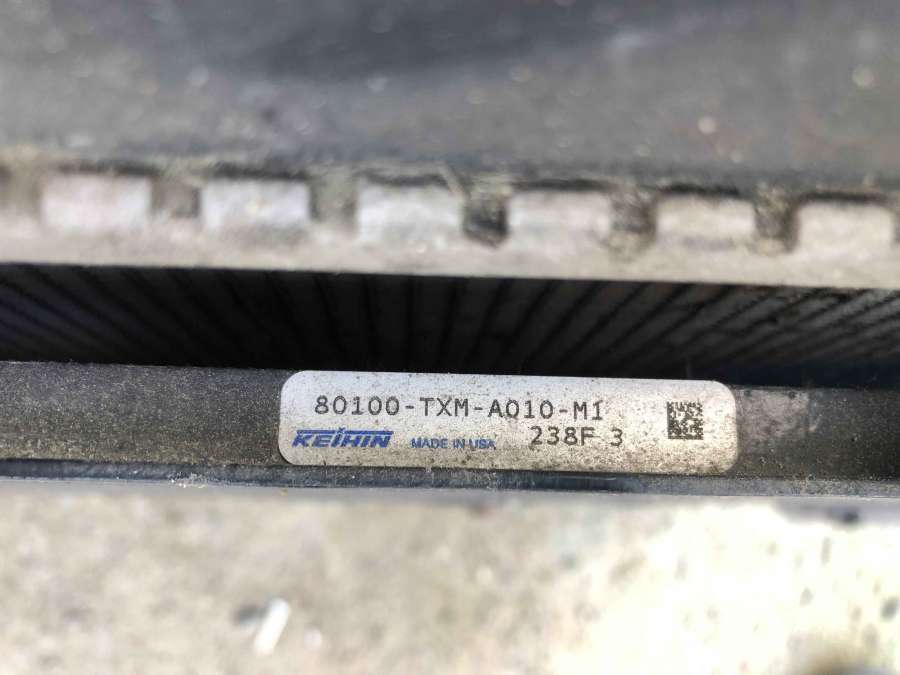 80100-TXM-A010-M1
KEIHIN MADE IN USA 238F 3